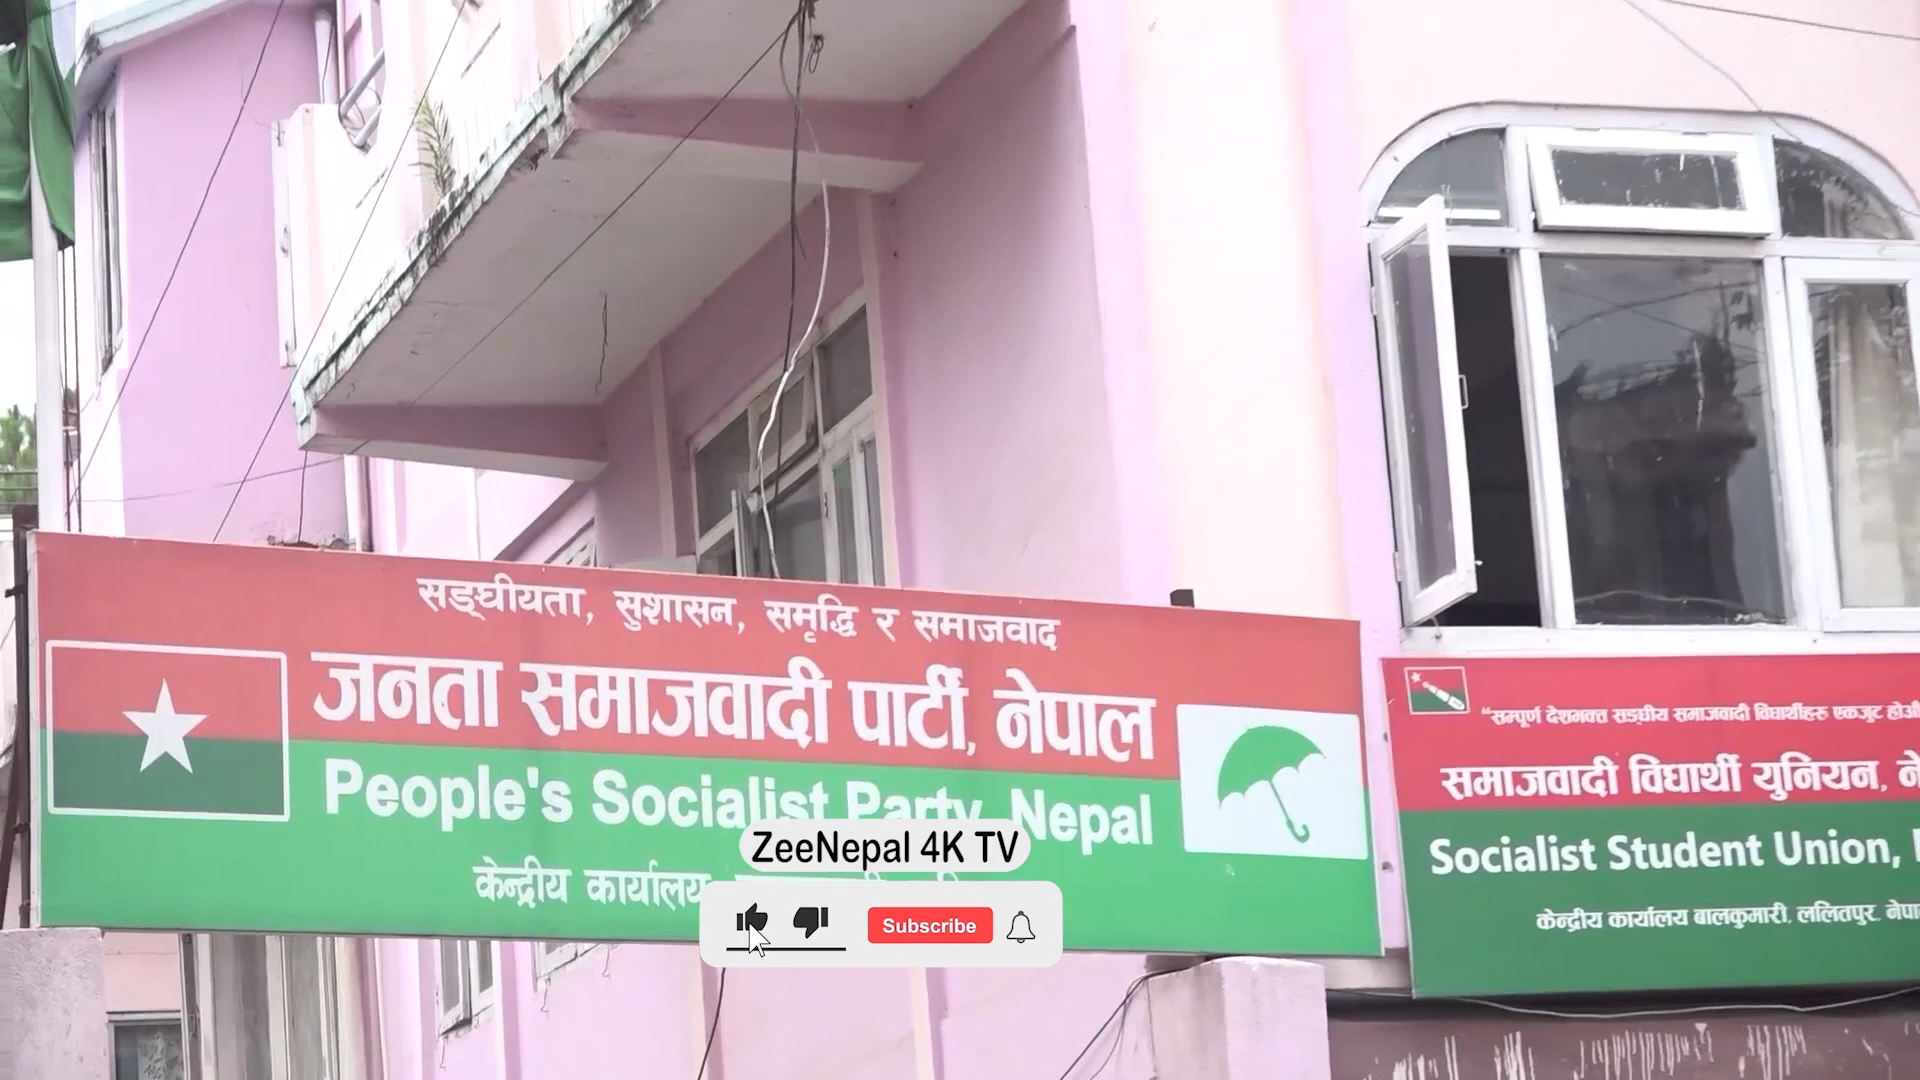 सङ्घीयता, सुशासन, समृद्धि र समाजवाद
जनता समाजवादी पार्टी, नेपाल
People's Socialist Party, Nepal
केन्द्रीय कार्यालय
ZeeNepal 4K TV
Subscribe
"सम्पूर्ण देशभक्त सङ्घीय समाजवादी विद्यार्थीहरु एकजुट होऔं
समाजवादी विद्यार्थी युनियन,
Socialist Student Union,
केन्द्रीय कार्यालय बालकुमारी, ललितपुर,